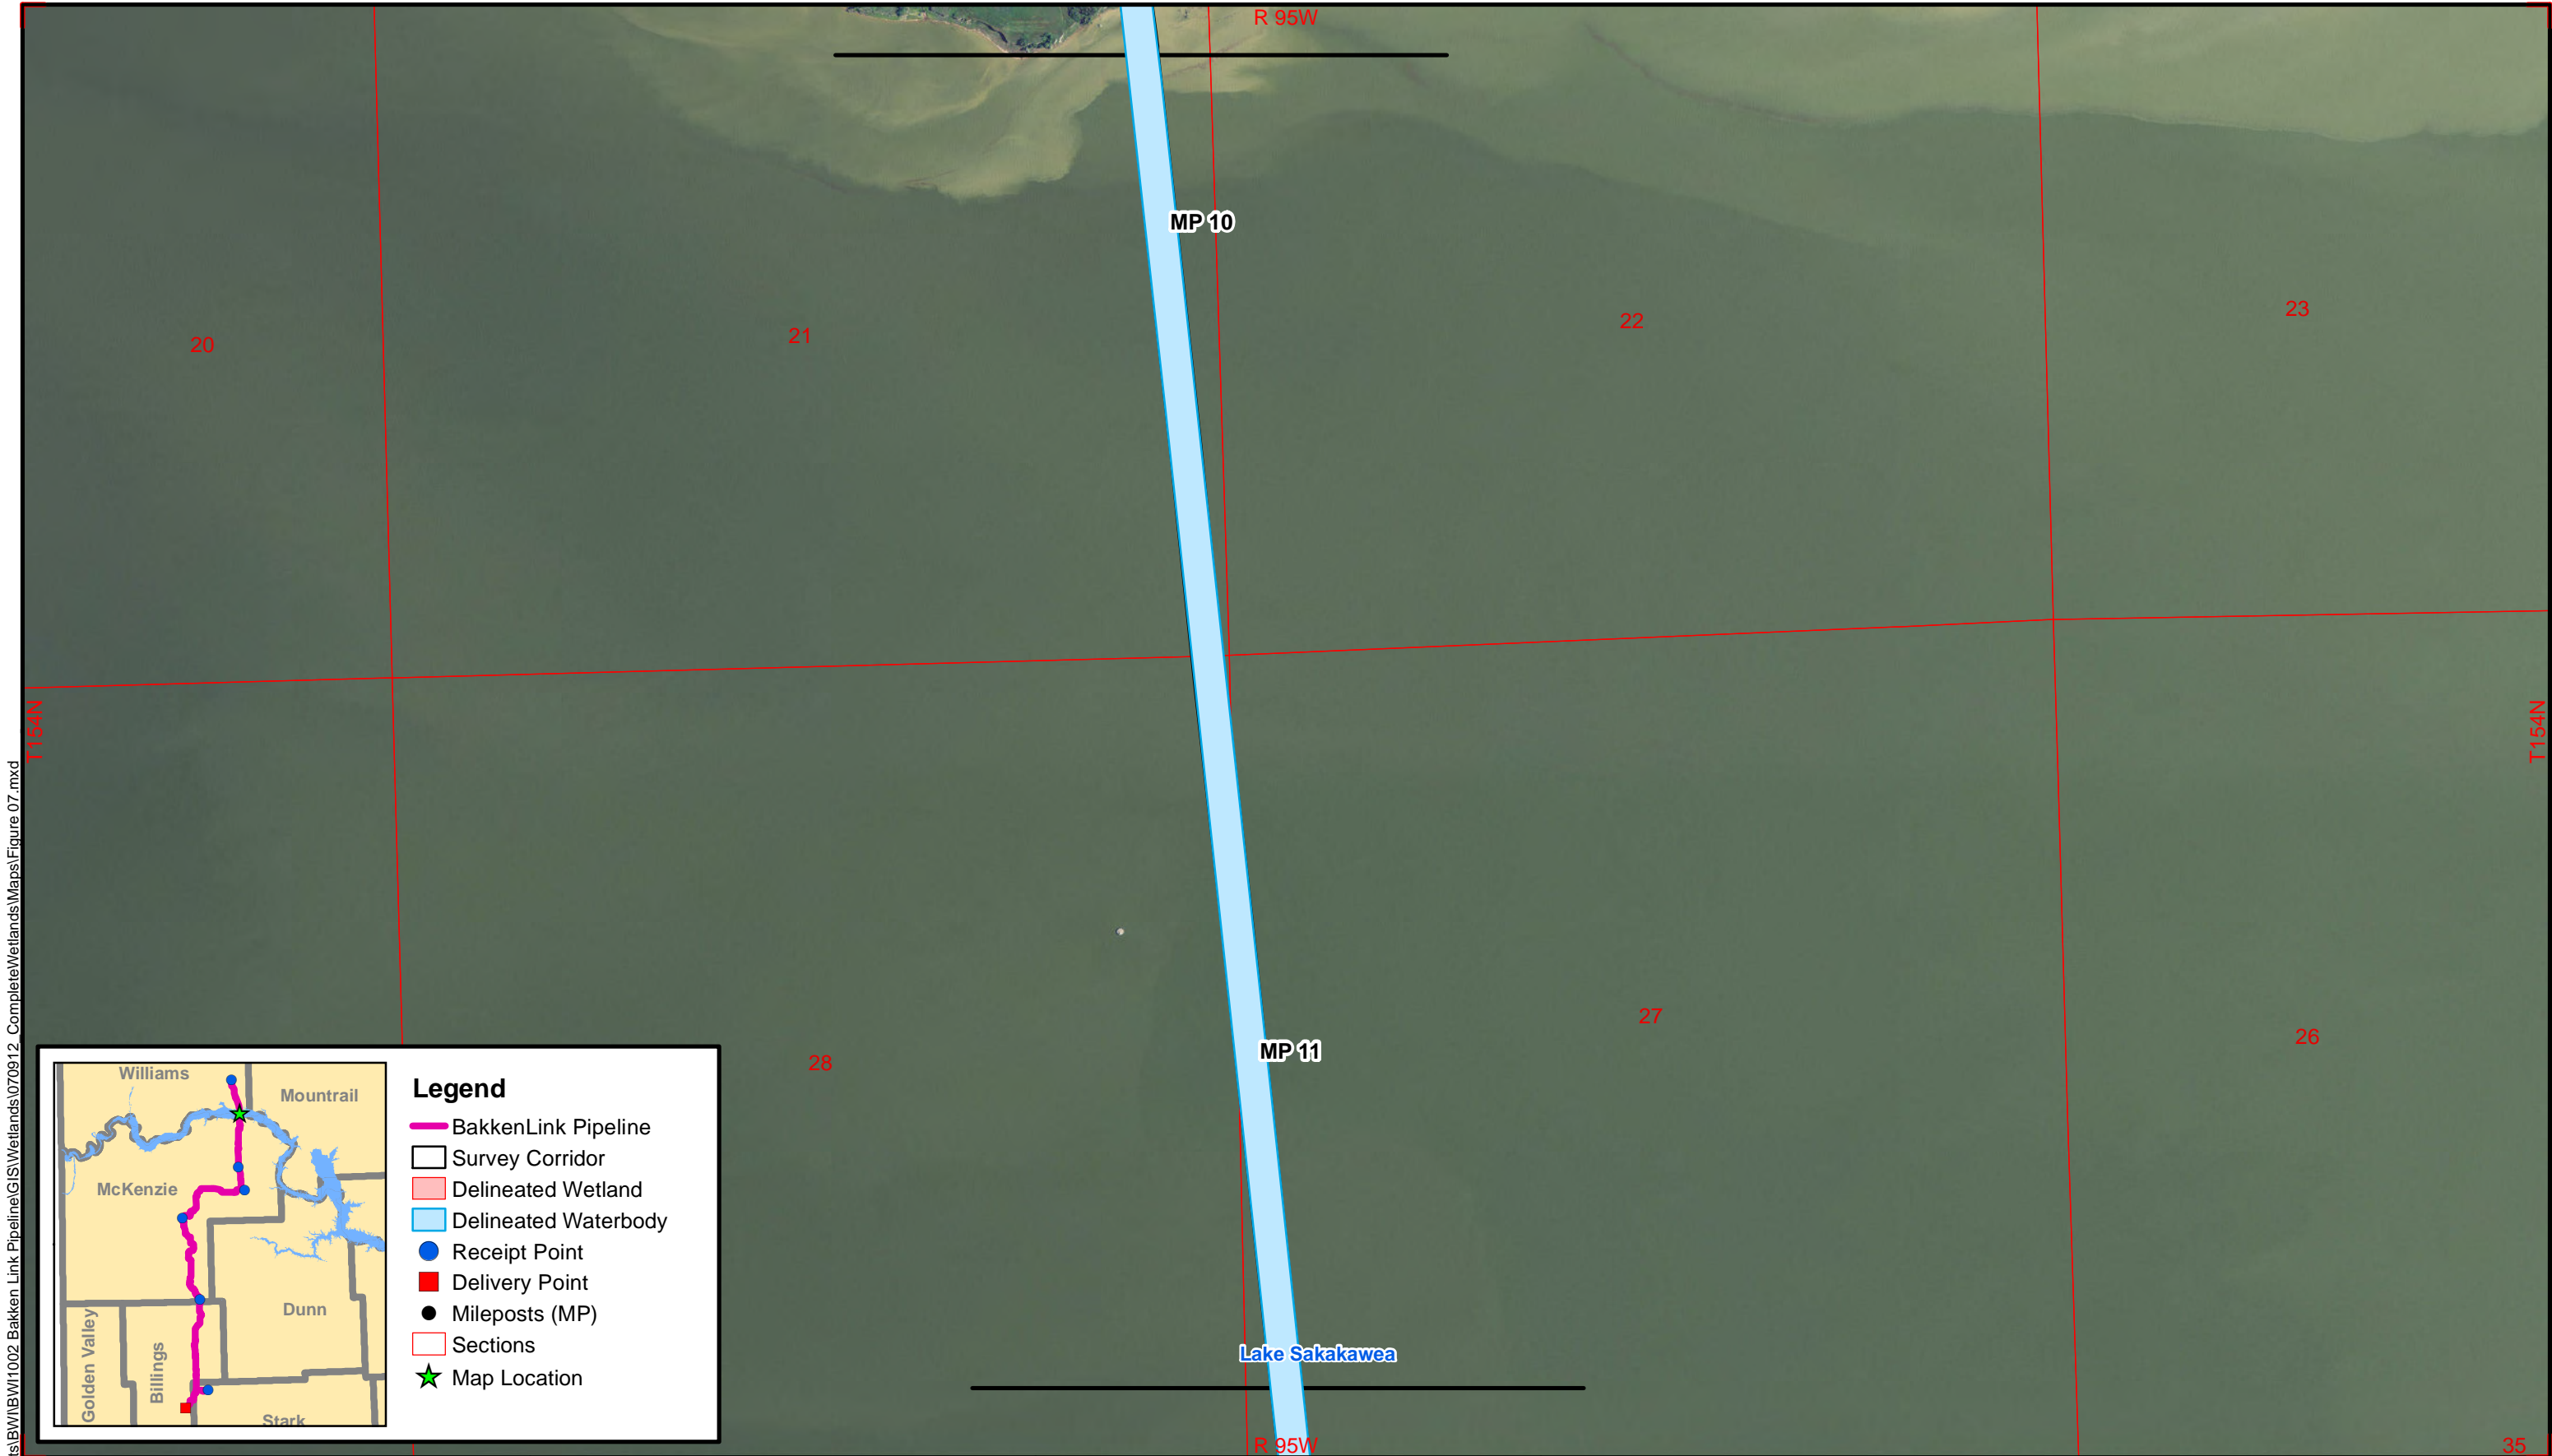 R 95W
MP 10
20
21
22
23
T154N
T154N
ts\BWI\BWI1002 Bakken Link Pipeline\GIS\Wetlands\070912_CompleteWetlands\Maps\Figure 07.mxd
28
27
26
MP 11
Lake Sakakawea
R 95W
35
Williams
Mountrail
McKenzie
Dunn
Golden Valley
Billings
Stark
Legend
BakkenLink Pipeline
Survey Corridor
Delineated Wetland
Delineated Waterbody
Receipt Point
Delivery Point
Mileposts (MP)
Sections
Map Location